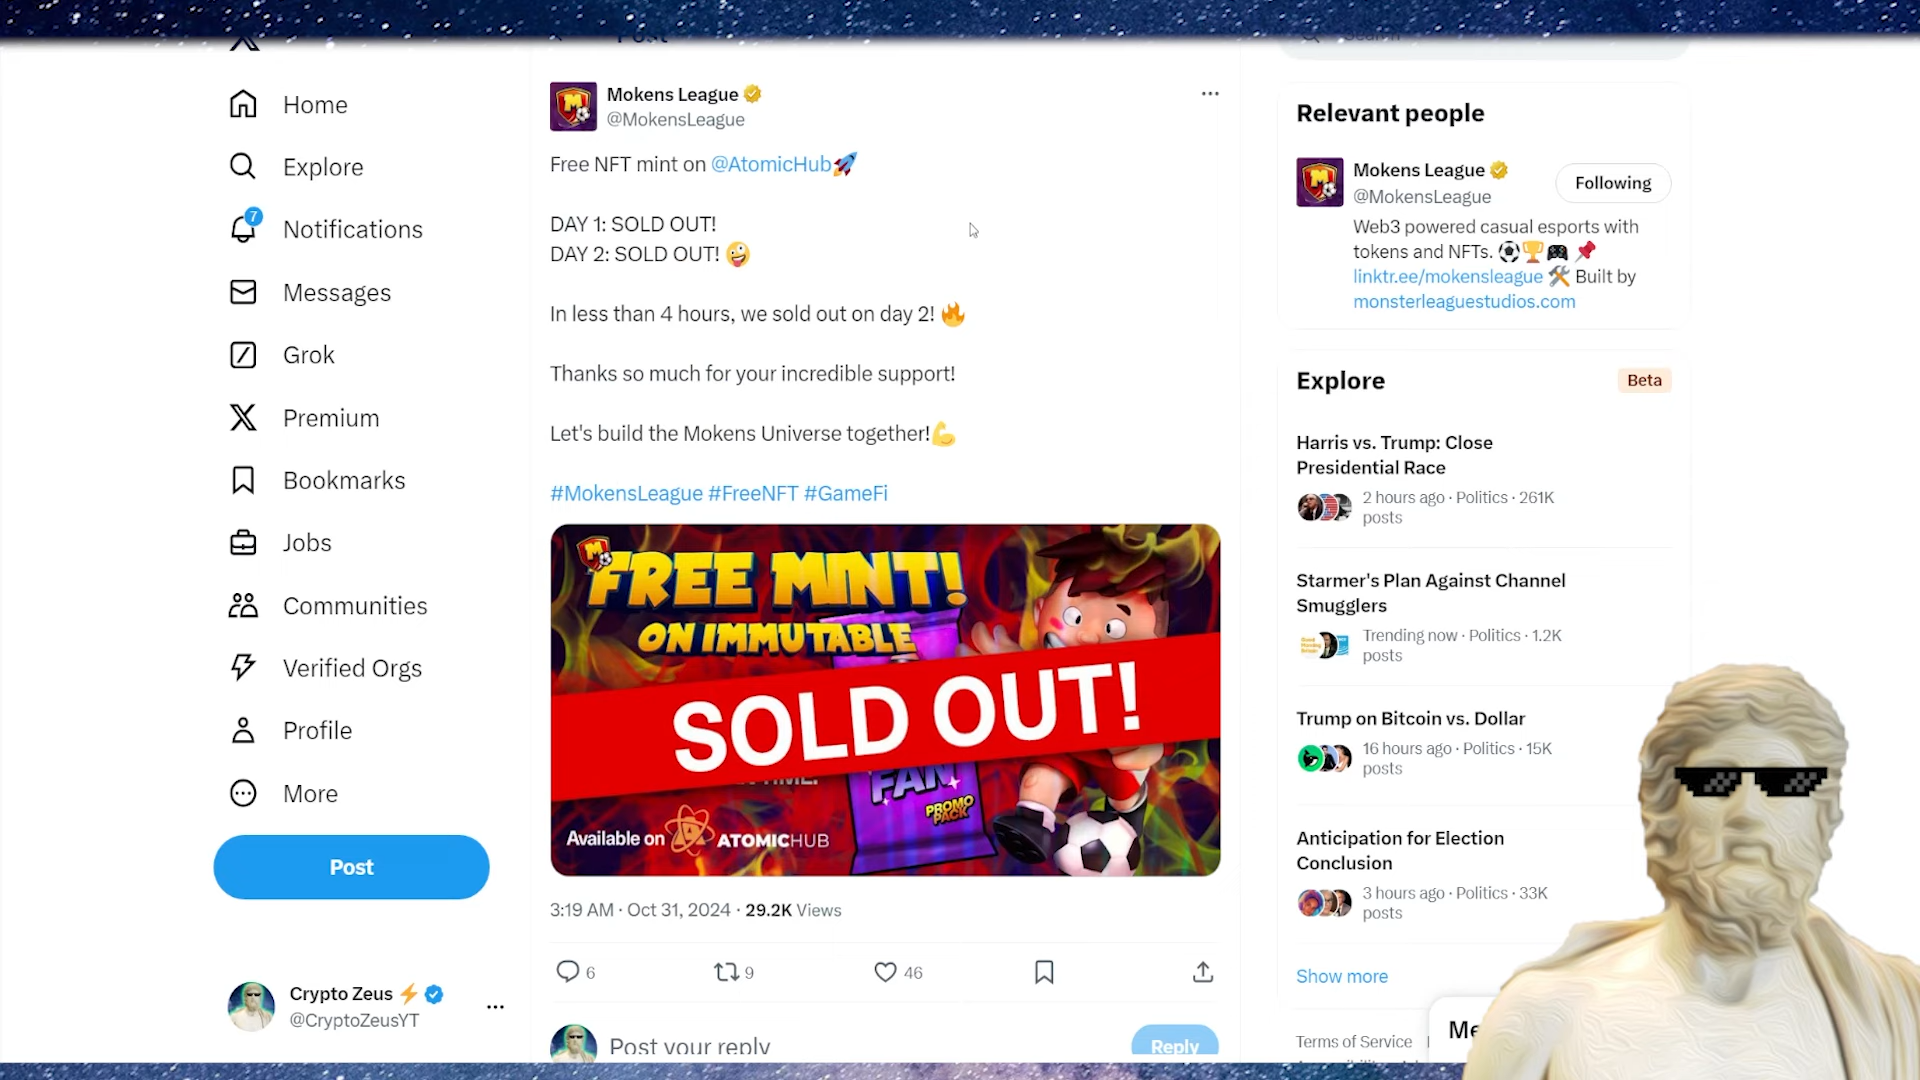 Home
Explore
7
Notifications
Messages
Grok
Premium
Bookmarks
Jobs
Communities
Verified Orgs
Profile
More
Post
Crypto Zeus
@CryptoZeusYT
Post
Mokens League
@MokensLeague
Free NFT mint on @AtomicHub
DAY 1: SOLD OUT!
DAY 2: SOLD OUT!
In less than 4 hours, we sold out on day 2!
Thanks so much for your incredible support!
Let's build the Mokens Universe together!
#MokensLeague #FreeNFT #GameFi
M
FREE MINT!
ON IMMUTABLE
SOLD OUT!
FAN
PROMO
PACK
Available on ATOMICHUB
3:19 AM · Oct 31, 2024 · 29.2K Views
6
9
46
Post your reply
Reply
Search
Relevant people
Mokens League
@MokensLeague
Following
Web3 powered casual esports with
tokens and NFTs.
linktr.ee/mokensleague Built by
monsterleaguestudios.com
Explore
Beta
Harris vs. Trump: Close
Presidential Race
2 hours ago · Politics · 261K
posts
Starmer's Plan Against Channel
Smugglers
Trending now · Politics · 1.2K
posts
Trump on Bitcoin vs. Dollar
16 hours ago · Politics · 15K
posts
Anticipation for Election
Conclusion
3 hours ago · Politics · 33K
posts
Show more
Terms of Service